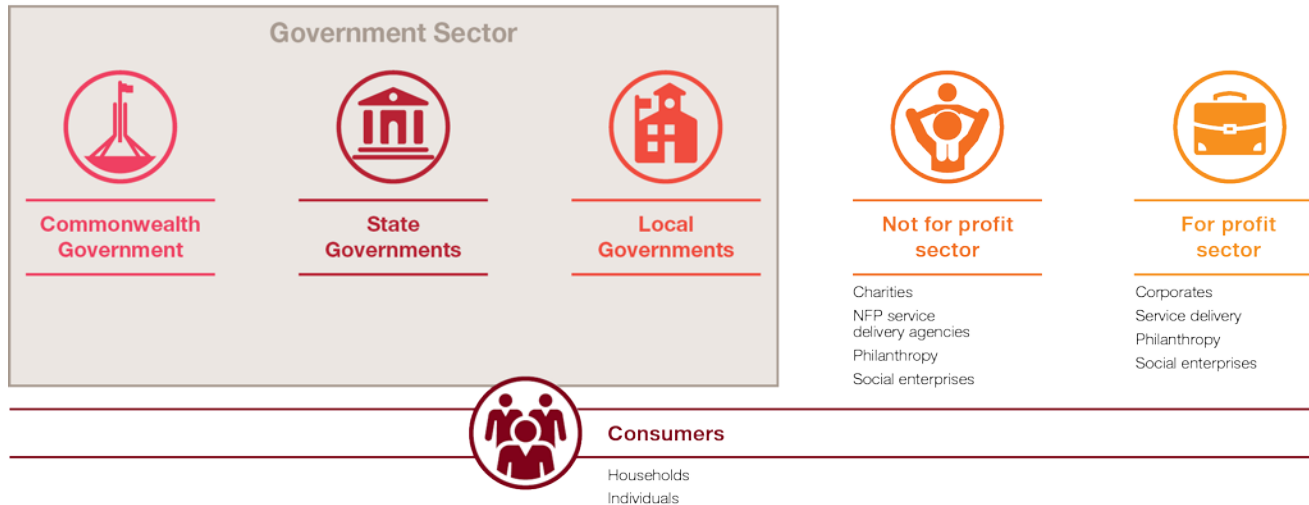 Government Sector
Commonwealth
Government
State
Governments
Local
Governments
Not for profit
sector
Charities
NFP service
delivery agencies
Philanthropy
Social enterprises
For profit
sector
Corporates
Service delivery
Philanthropy
Social enterprises
Consumers
Households
Individuals